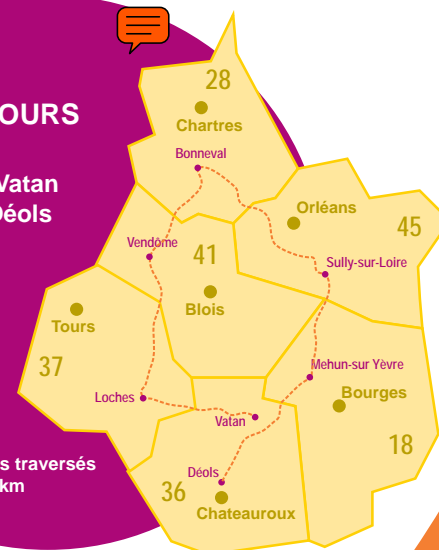 OURS
Vatan
Déols
s traversés
km
28
Chartres
Bonneval
Orléans
45
Vendôme
41
Sully-sur-Loire
Blois
Tours
37
Mehun-sur Yèvre
Loches
Bourges
Vatan
18
Déols
36
Chateauroux